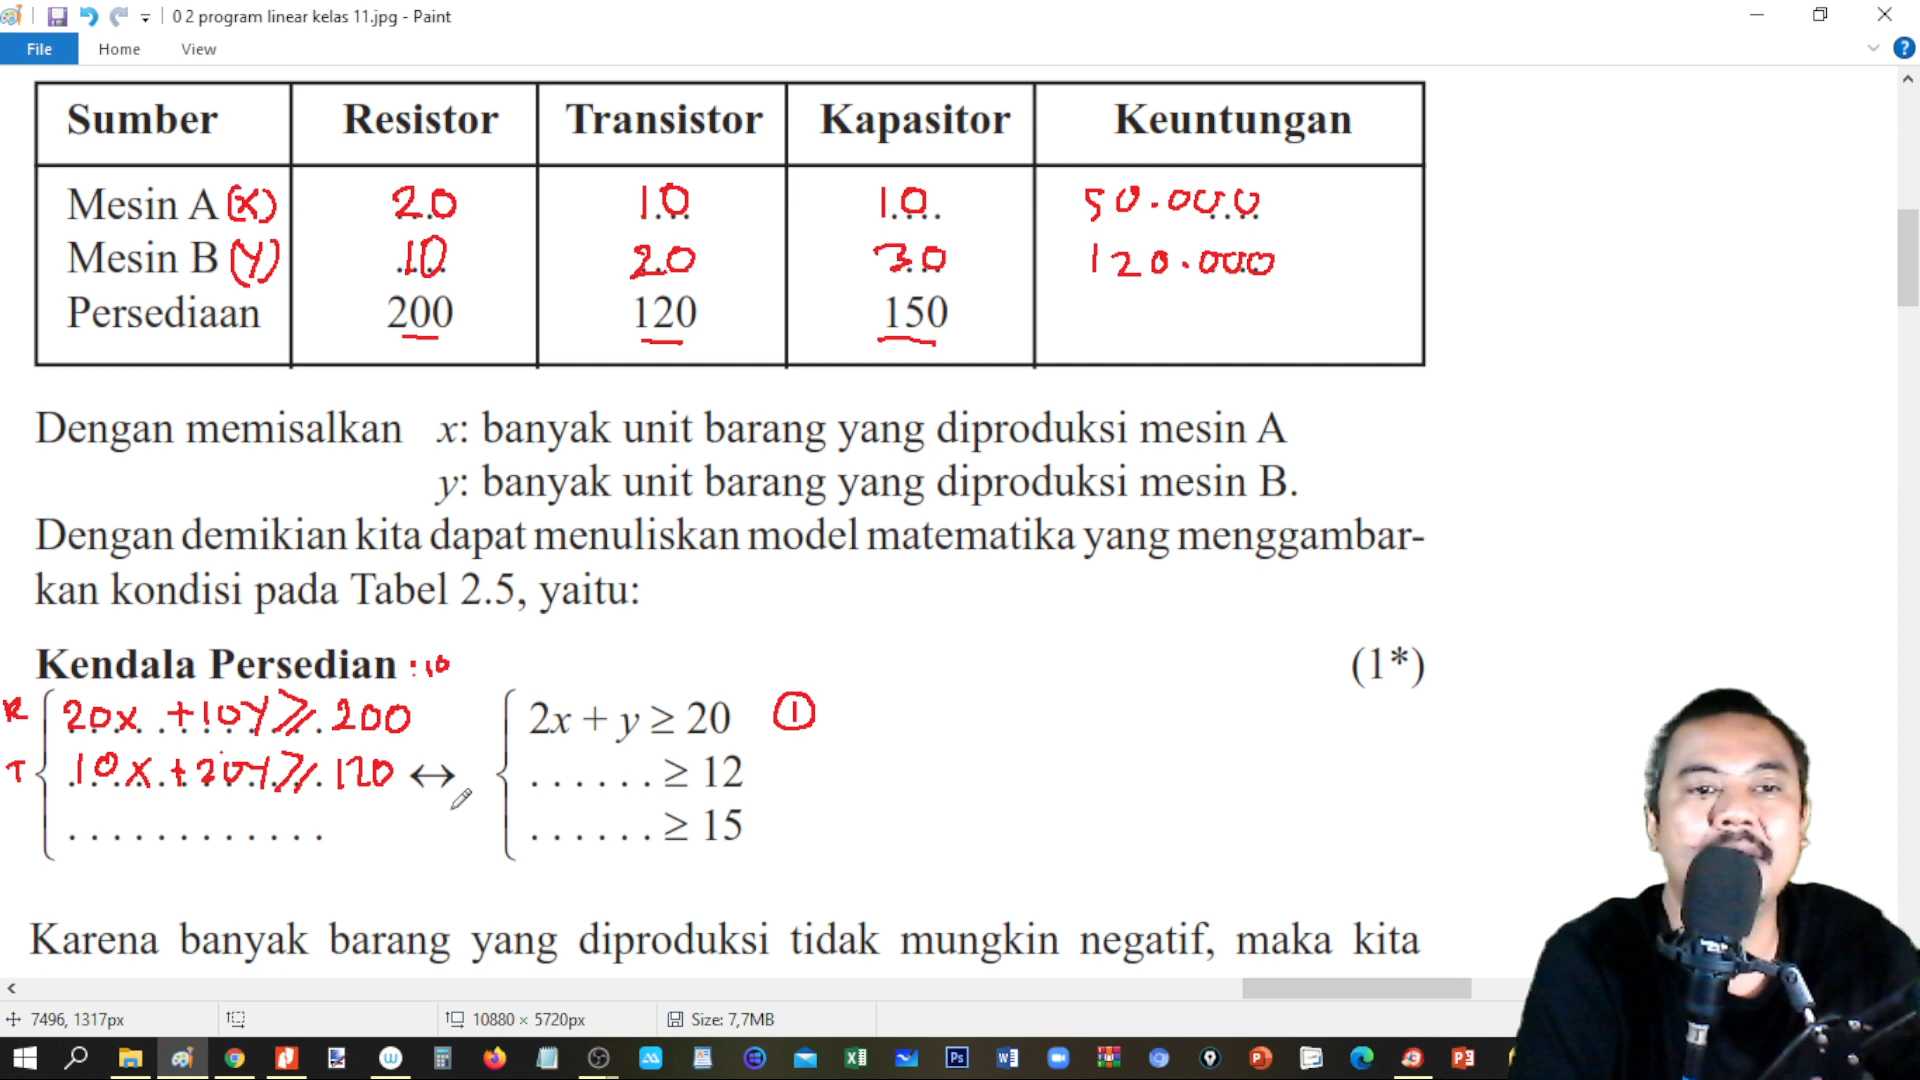 0 2 program linear kelas 11.jpg - Paint
File Home View
Sumber Resistor Transistor Kapasitor Keuntungan
Mesin A (x) 20 10 10 50.000
Mesin B (y) 10 20 30 120.000
Persediaan 200 120 150
Dengan memisalkan x: banyak unit barang yang diproduksi mesin A
y: banyak unit barang yang diproduksi mesin B.
Dengan demikian kita dapat menuliskan model matematika yang menggambar-
kan kondisi pada Tabel 2.5, yaitu:
Kendala Persedian :10 (1*)
R 20x + 10y ≥ 200 2x + y ≥ 20 1
T 10x + 20y ≥ 120 ↔ . . . . . . ≥ 12
. . . . . . . . . . . . . . . . . . ≥ 15
Karena banyak barang yang diproduksi tidak mungkin negatif, maka kita
7496, 1317px 10880 × 5720px Size: 7,7MB